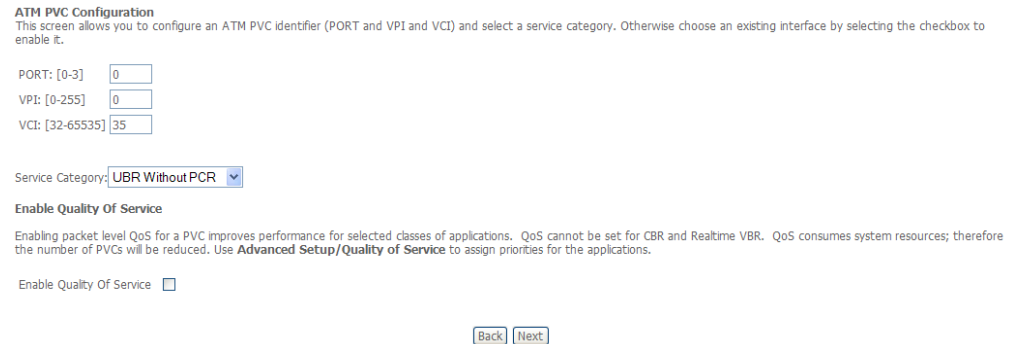 ATM PVC Configuration
This screen allows you to configure an ATM PVC identifier (PORT and VPI and VCI) and select a service category. Otherwise choose an existing interface by selecting the checkbox to
enable it.
PORT: [0-3] 0
VPI: [0-255] 0
VCI: [32-65535] 35
Service Category: UBR Without PCR
Enable Quality Of Service
Enabling packet level QoS for a PVC improves performance for selected classes of applications. QoS cannot be set for CBR and Realtime VBR. QoS consumes system resources; therefore
the number of PVCs will be reduced. Use Advanced Setup/Quality of Service to assign priorities for the applications.
Enable Quality Of Service
Back Next